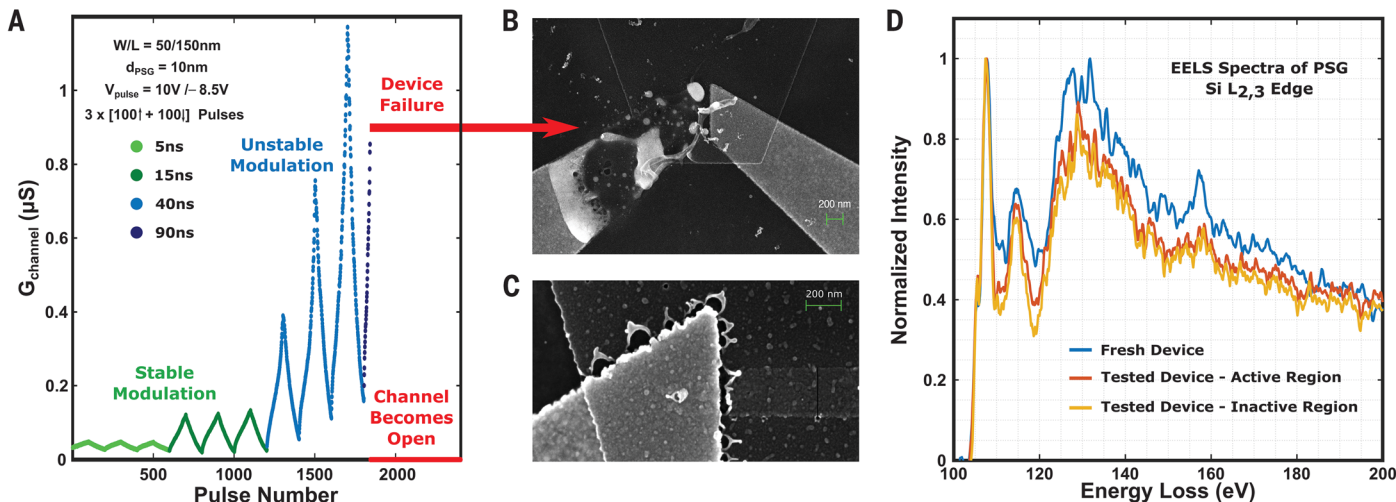 A
W/L = 50/150nm
d_PSG = 10nm
V_pulse = 10V /− 8.5V
3 x [100↑ + 100↓] Pulses
5ns
15ns
40ns
90ns
Device
Failure
Unstable
Modulation
Stable
Modulation
Channel
Becomes
Open
G_Channel (µS)
1
0.8
0.6
0.4
0.2
0
500
1000
1500
2000
Pulse Number
B
200 nm
C
200 nm
D
EELS Spectra of PSG
Si L_2,3 Edge
Normalized Intensity
1
0.8
0.6
0.4
0.2
0
Fresh Device
Tested Device - Active Region
Tested Device - Inactive Region
100
120
140
160
180
200
Energy Loss (eV)